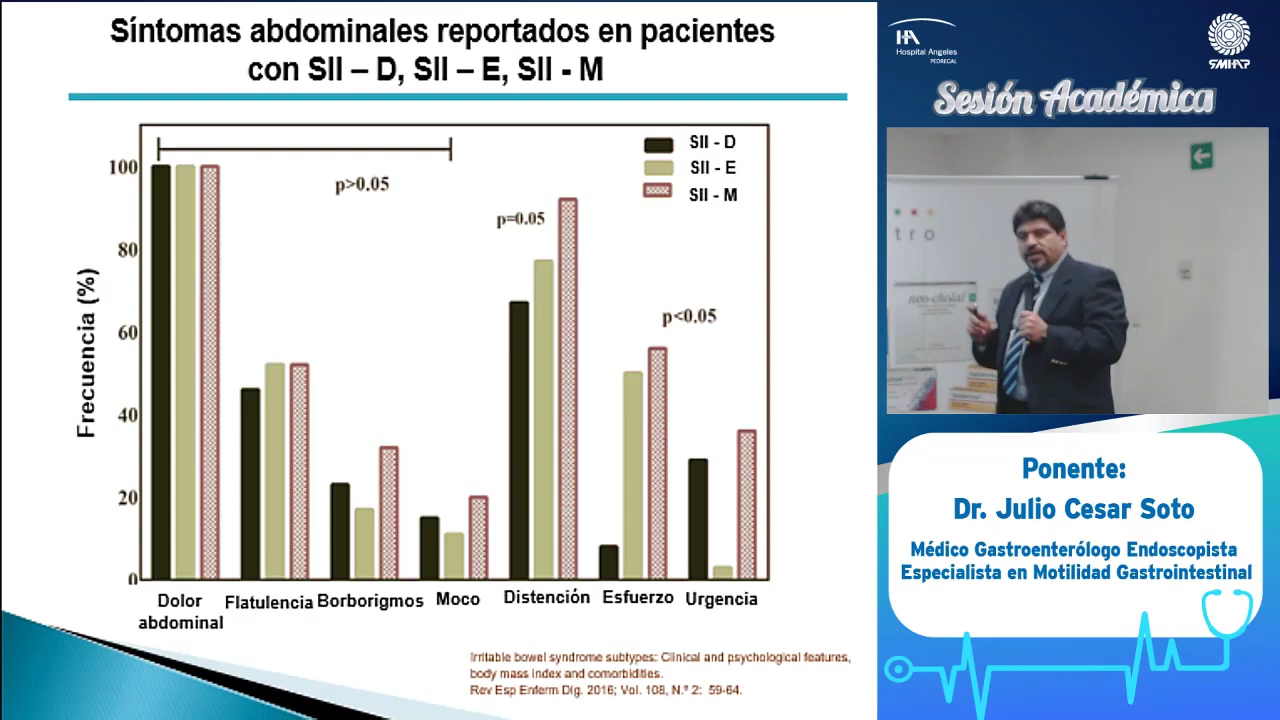 Síntomas abdominales reportados en pacientes
con SII – D, SII – E, SII - M
SII - D
SII - E
SII - M
p>0.05
p=0.05
p<0.05
Frecuencia (%)
100
80
60
40
20
0
Dolor
abdominal
Flatulencia
Borborigmos
Moco
Distención
Esfuerzo
Urgencia
Irritable bowel syndrome subtypes: Clinical and psychological features,
body mass index and comorbidities.
Rev Esp Enferm Dig. 2016; Vol. 108, N.º 2: 59-64.
HA
Hospital Angeles
PEDREGAL
SMHAP
Sesión Académica
tro
neo-cholal
Ponente:
Dr. Julio Cesar Soto
Médico Gastroenterólogo Endoscopista
Especialista en Motilidad Gastrointestinal